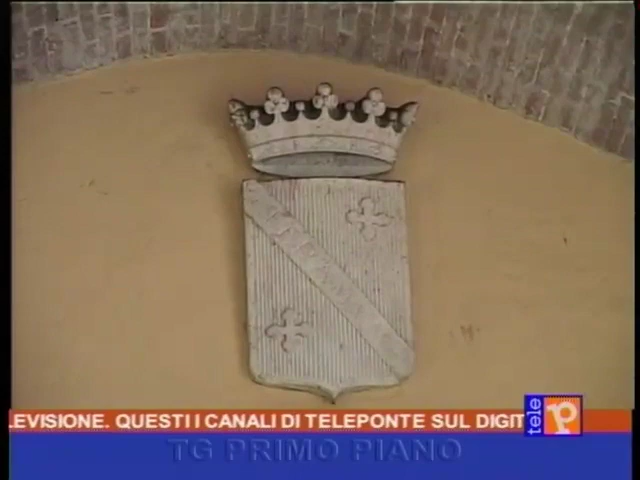 LEVISIONE. QUESTI I CANALI DI TELEPONTE SUL DIGIT
tele p
TG PRIMO PIANO